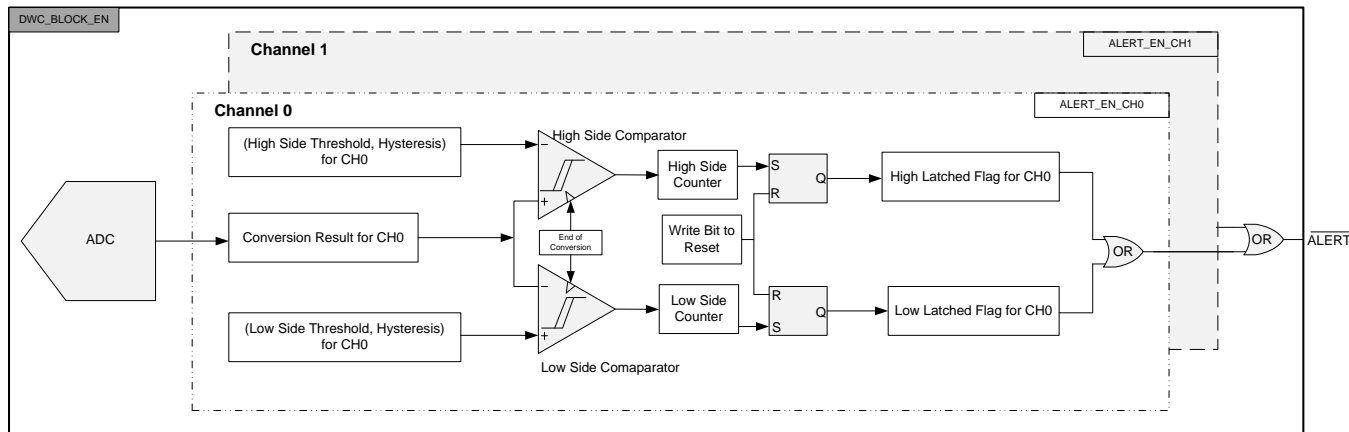 DWC_BLOCK_EN
Channel 1
ALERT_EN_CH1
Channel 0
ALERT_EN_CH0
(High Side Threshold, Hysteresis)
for CH0
High Side Comparator
−
+
High Side
Counter
S
R
Q
High Latched Flag for CH0
ADC
Conversion Result for CH0
End of
Conversion
Write Bit to
Reset
OR
OR
ALERT
(Low Side Threshold, Hysteresis)
for CH0
−
+
Low Side
Counter
R
S
Q
Low Latched Flag for CH0
Low Side Comaparator